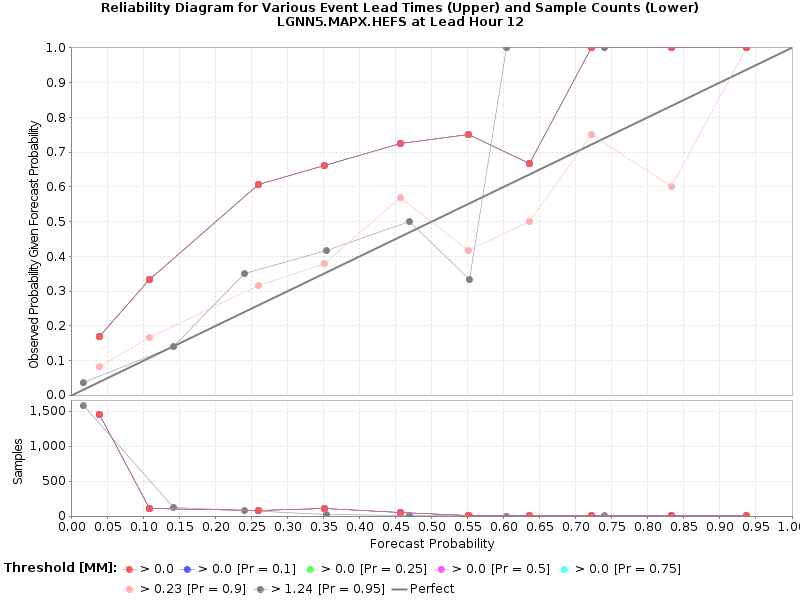 Reliability Diagram for Various Event Lead Times (Upper) and Sample Counts (Lower)
LGNN5.MAPX.HEFS at Lead Hour 12
Observed Probability Given Forecast Probability
1.0
0.9
0.8
0.7
0.6
0.5
0.4
0.3
0.2
0.1
0.0
Samples
1,500
1,000
500
0
0.00 0.05 0.10 0.15 0.20 0.25 0.30 0.35 0.40 0.45 0.50 0.55 0.60 0.65 0.70 0.75 0.80 0.85 0.90 0.95 1.0
Forecast Probability
Threshold [MM]: > 0.0 > 0.0 [Pr = 0.1] > 0.0 [Pr = 0.25] > 0.0 [Pr = 0.5] > 0.0 [Pr = 0.75]
> 0.23 [Pr = 0.9] > 1.24 [Pr = 0.95] Perfect